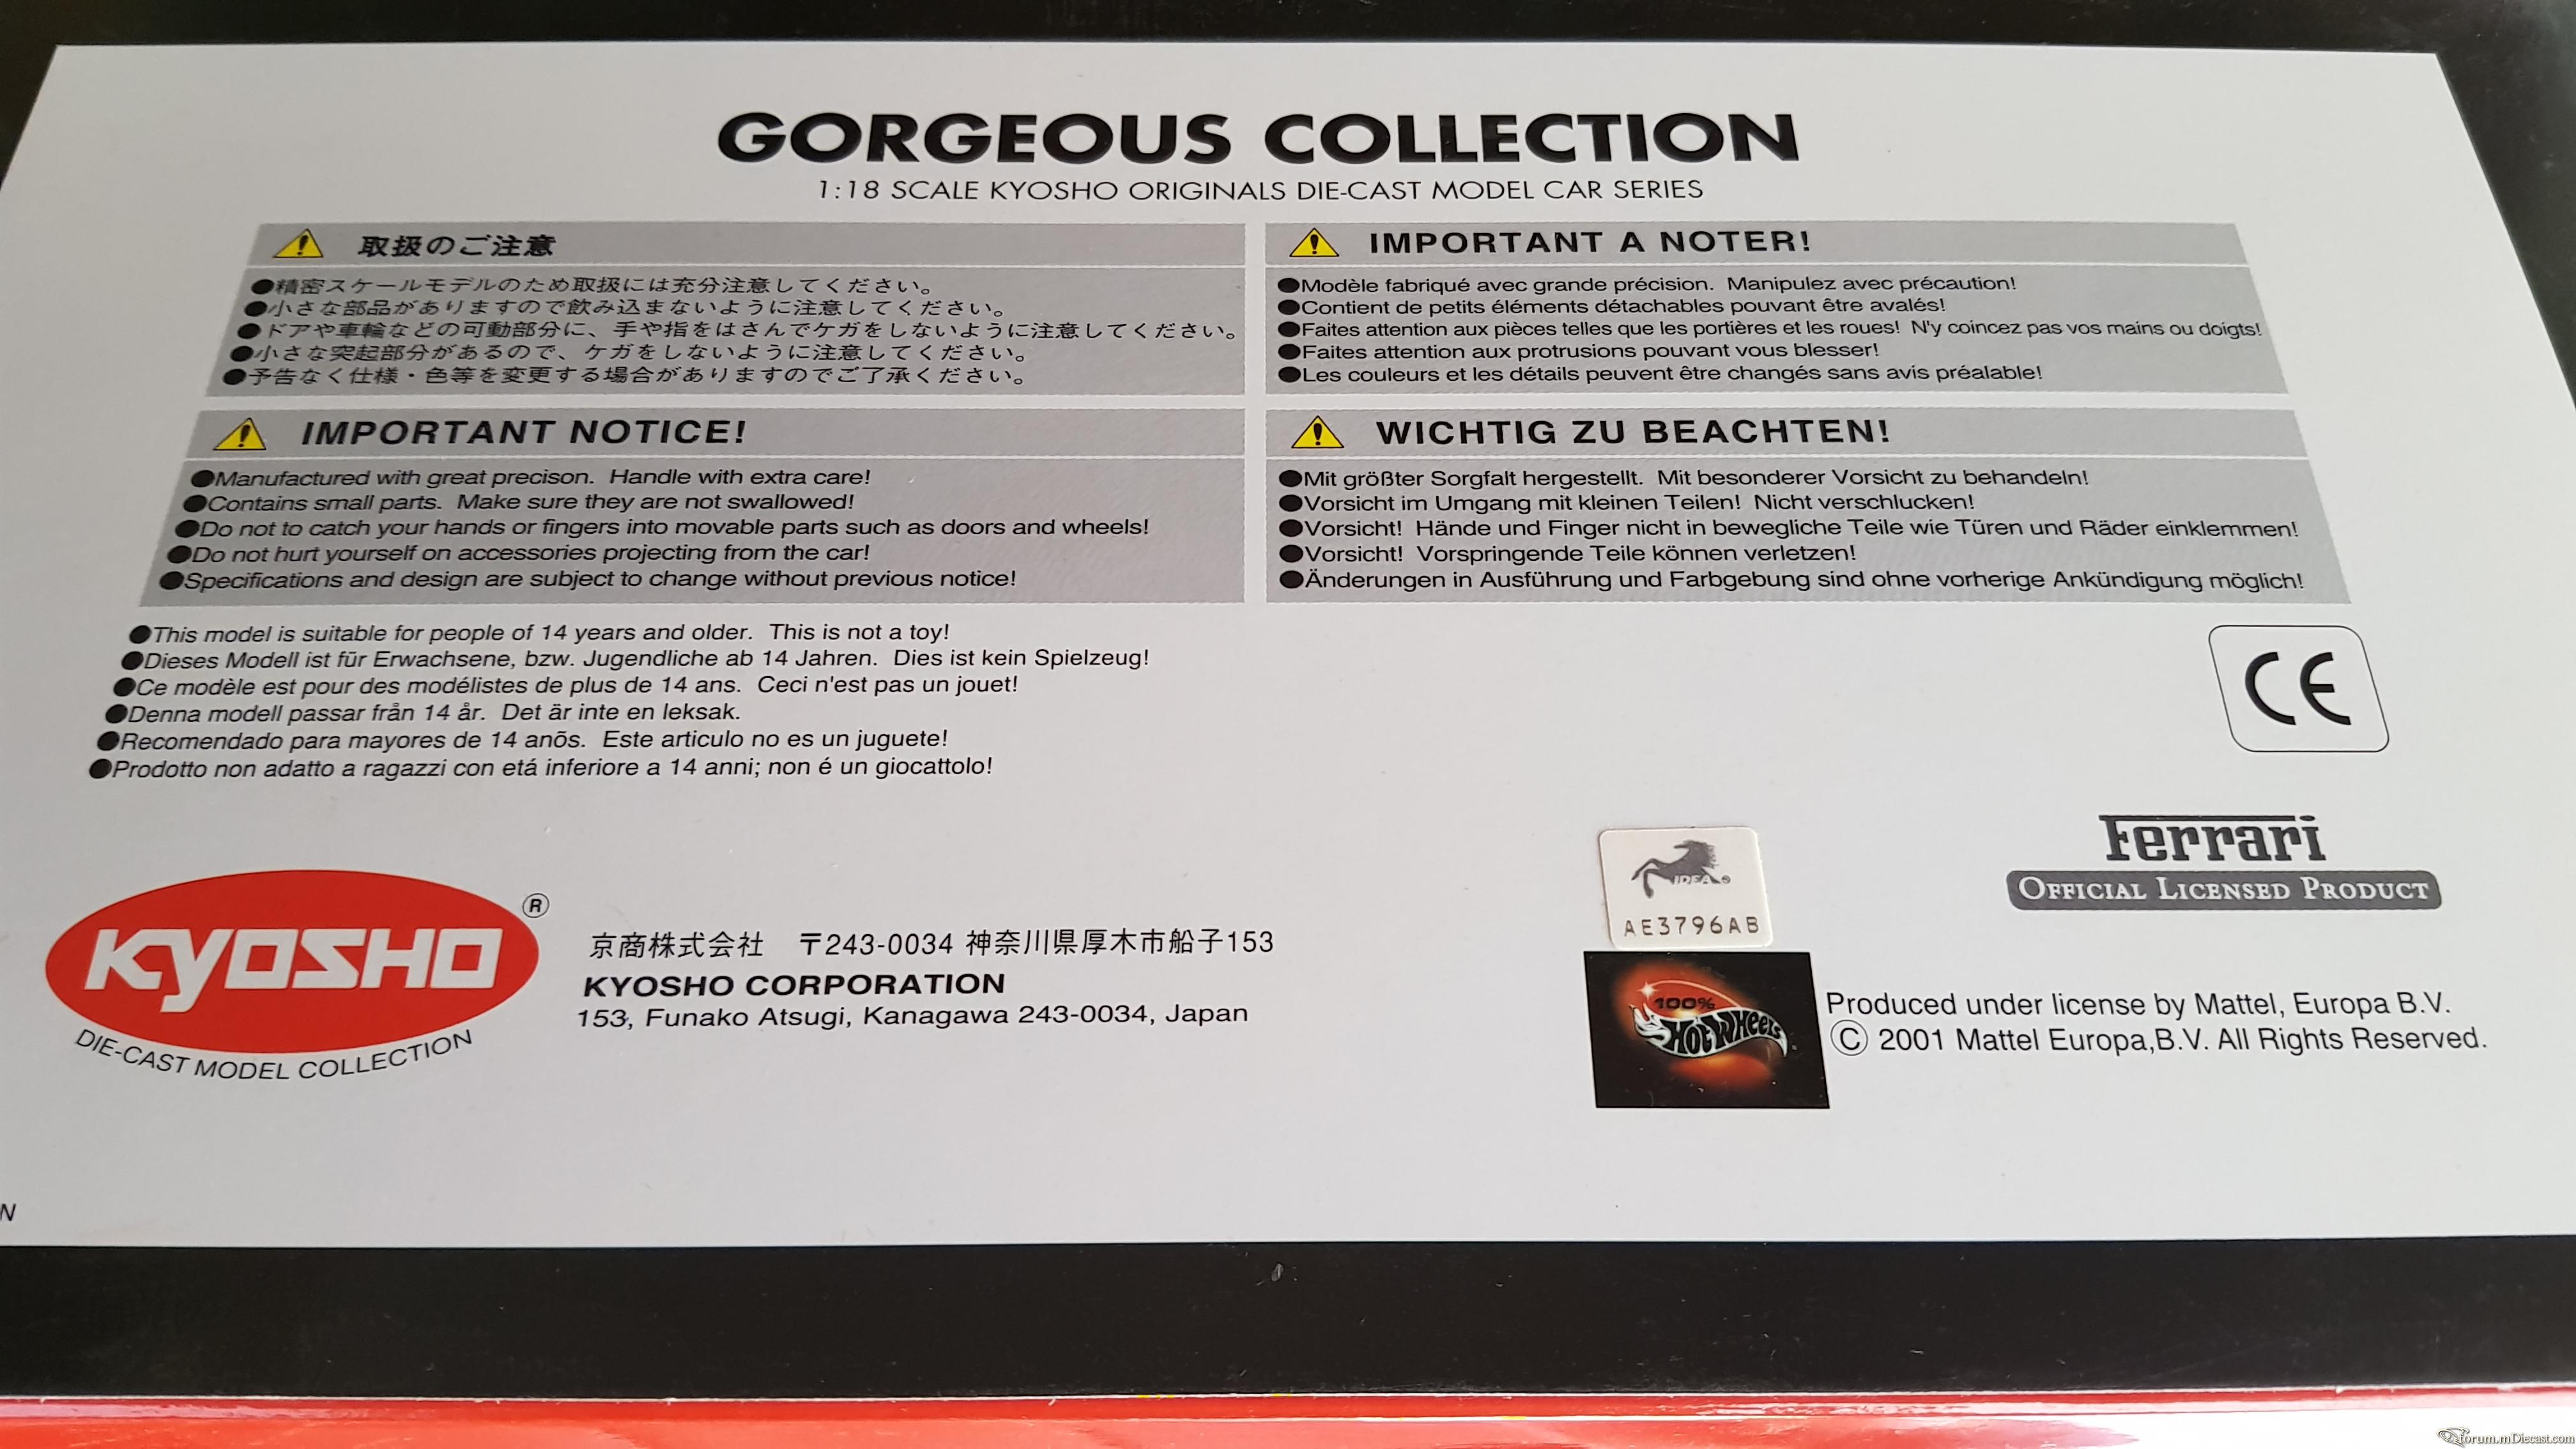 GORGEOUS COLLECTION
1:18 SCALE KYOSHO ORIGINALS DIE-CAST MODEL CAR SERIES
取扱のご注意
●精密スケールモデルのため取扱には充分注意してください。
●小さな部品がありますので飲み込まないように注意してください。
●ドアや車輪などの可動部分に、手や指をはさんでケガをしないように注意してください。
●小さな突起部分があるので、ケガをしないように注意してください。
●予告なく仕様・色等を変更する場合がありますのでご了承ください。
IMPORTANT A NOTER!
●Modèle fabriqué avec grande précision. Manipulez avec précaution!
●Contient de petits éléments détachables pouvant être avalés!
●Faites attention aux pièces telles que les portières et les roues! N'y coincez pas vos mains ou doigts!
●Faites attention aux protrusions pouvant vous blesser!
●Les couleurs et les détails peuvent être changés sans avis préalable!
IMPORTANT NOTICE!
●Manufactured with great precison. Handle with extra care!
●Contains small parts. Make sure they are not swallowed!
●Do not to catch your hands or fingers into movable parts such as doors and wheels!
●Do not hurt yourself on accessories projecting from the car!
●Specifications and design are subject to change without previous notice!
WICHTIG ZU BEACHTEN!
●Mit größter Sorgfalt hergestellt. Mit besonderer Vorsicht zu behandeln!
●Vorsicht im Umgang mit kleinen Teilen! Nicht verschlucken!
●Vorsicht! Hände und Finger nicht in bewegliche Teile wie Türen und Räder einklemmen!
●Vorsicht! Vorspringende Teile können verletzen!
●Änderungen in Ausführung und Farbgebung sind ohne vorherige Ankündigung möglich!
●This model is suitable for people of 14 years and older. This is not a toy!
●Dieses Modell ist für Erwachsene, bzw. Jugendliche ab 14 Jahren. Dies ist kein Spielzeug!
●Ce modèle est pour des modélistes de plus de 14 ans. Ceci n'est pas un jouet!
●Denna modell passar från 14 år. Det är inte en leksak.
●Recomendado para mayores de 14 anõs. Este articulo no es un juguete!
●Prodotto non adatto a ragazzi con etá inferiore a 14 anni; non é un giocattolo!
CE
KYOSHO ®
DIE-CAST MODEL COLLECTION
京商株式会社 〒243-0034 神奈川県厚木市船子153
KYOSHO CORPORATION
153, Funako Atsugi, Kanagawa 243-0034, Japan
IDEA ®
AE3796AB
Ferrari
OFFICIAL LICENSED PRODUCT
100%
Hot Wheels
Produced under license by Mattel, Europa B.V.
Ⓒ 2001 Mattel Europa,B.V. All Rights Reserved.
N
forum.mDiecast.com